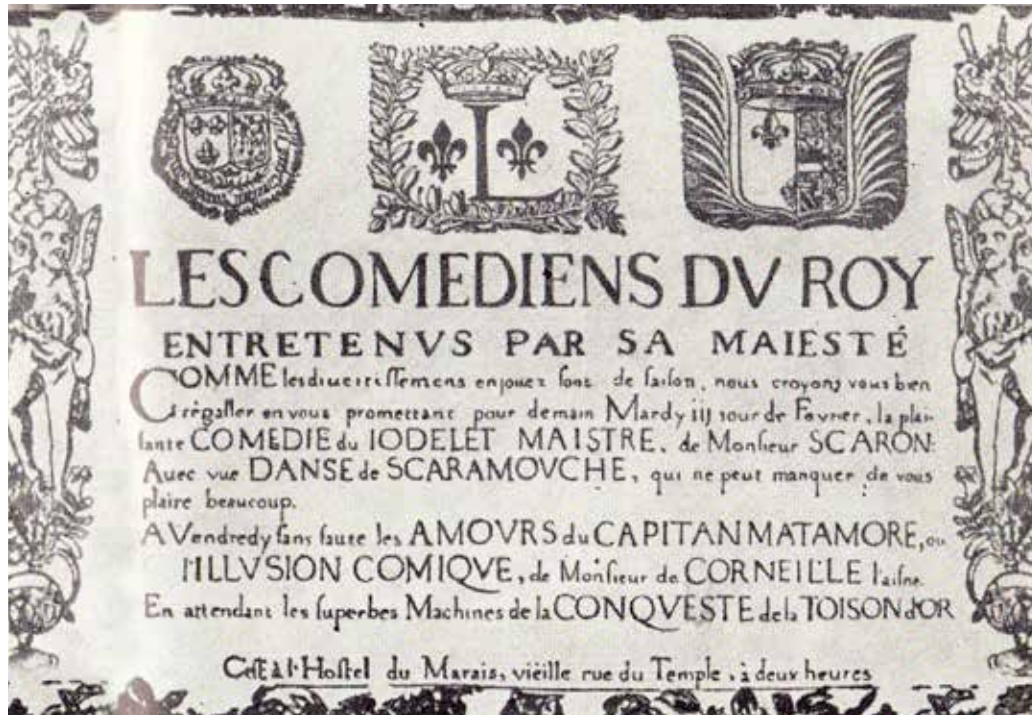 L
LES COMEDIENS DV ROY
ENTRETENVS PAR SA MAIESTÉ
COMME les diuertissemens enjouez sont de saison, nous croyons vous bien
régaller en vous promettant pour demain Mardy iij iour de Fevrier, la plai-
sante COMEDIE du IODELET MAISTRE, de Monsieur SCARON:
Auec vne DANSE de SCARAMOVCHE, qui ne peut manquer de vous
plaire beaucoup.
A Vendredy sans faute les AMOVRS du CAPITAN MATAMORE, ou
l'ILLVSION COMIQVE, de Monsieur de CORNEILLE l'aisne.
En attendant les superbes Machines de la CONQVESTE de la TOISON d'OR
C'est à l'Hostel du Marais, vieille rue du Temple, à deux heures